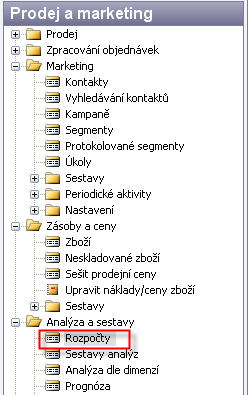 Prodej a marketing
Prodej
Zpracování objednávek
Marketing
Kontakty
Vyhledávání kontaktů
Kampaně
Segmenty
Protokolované segmenty
Úkoly
Sestavy
Periodické aktivity
Nastavení
Zásoby a ceny
Zboží
Neskladované zboží
Sešit prodejní ceny
Upravit náklady/ceny zboží
Sestavy
Analýza a sestavy
Rozpočty
Sestavy analýz
Analýza dle dimenzí
Prognóza